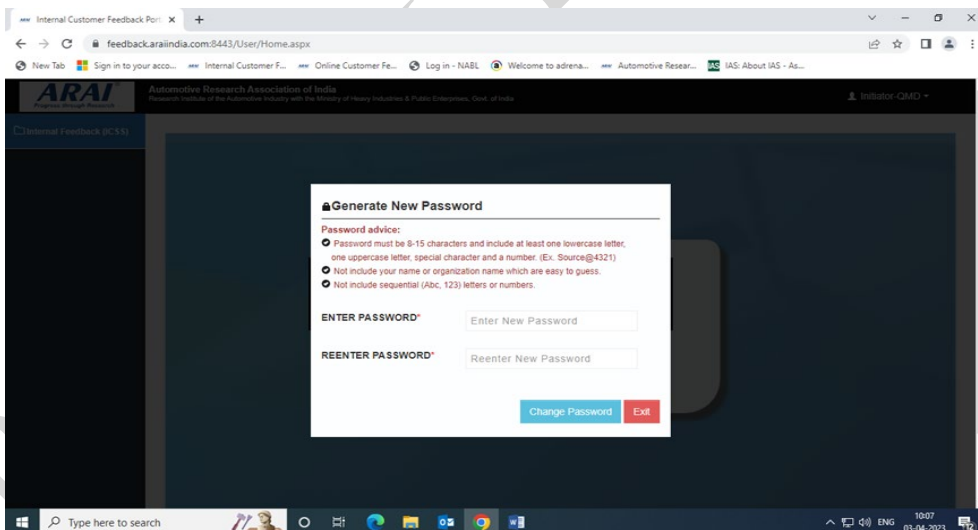 Internal Customer Feedback Port
feedback.araiindia.com:8443/User/Home.aspx
New Tab Sign in to your acco... Internal Customer F... Online Customer Fe... Log in - NABL Welcome to adrena... Automotive Resear... IAS: About IAS - As...
ARAI
Progress through Research
Automotive Research Association of India
Research Institute of the Automotive Industry with the Ministry of Heavy Industries & Public Enterprises, Govt. of India
Initiator-QMD
Internal Feedback (ICSS)
Generate New Password
Password advice:
Password must be 8-15 characters and include at least one lowercase letter,
one uppercase letter, special character and a number. (Ex. Source@4321)
Not include your name or organization name which are easy to guess.
Not include sequential (Abc, 123) letters or numbers.
ENTER PASSWORD*
Enter New Password
REENTER PASSWORD*
Reenter New Password
Change Password Exit
Type here to search
ENG
10:07
03-04-2023